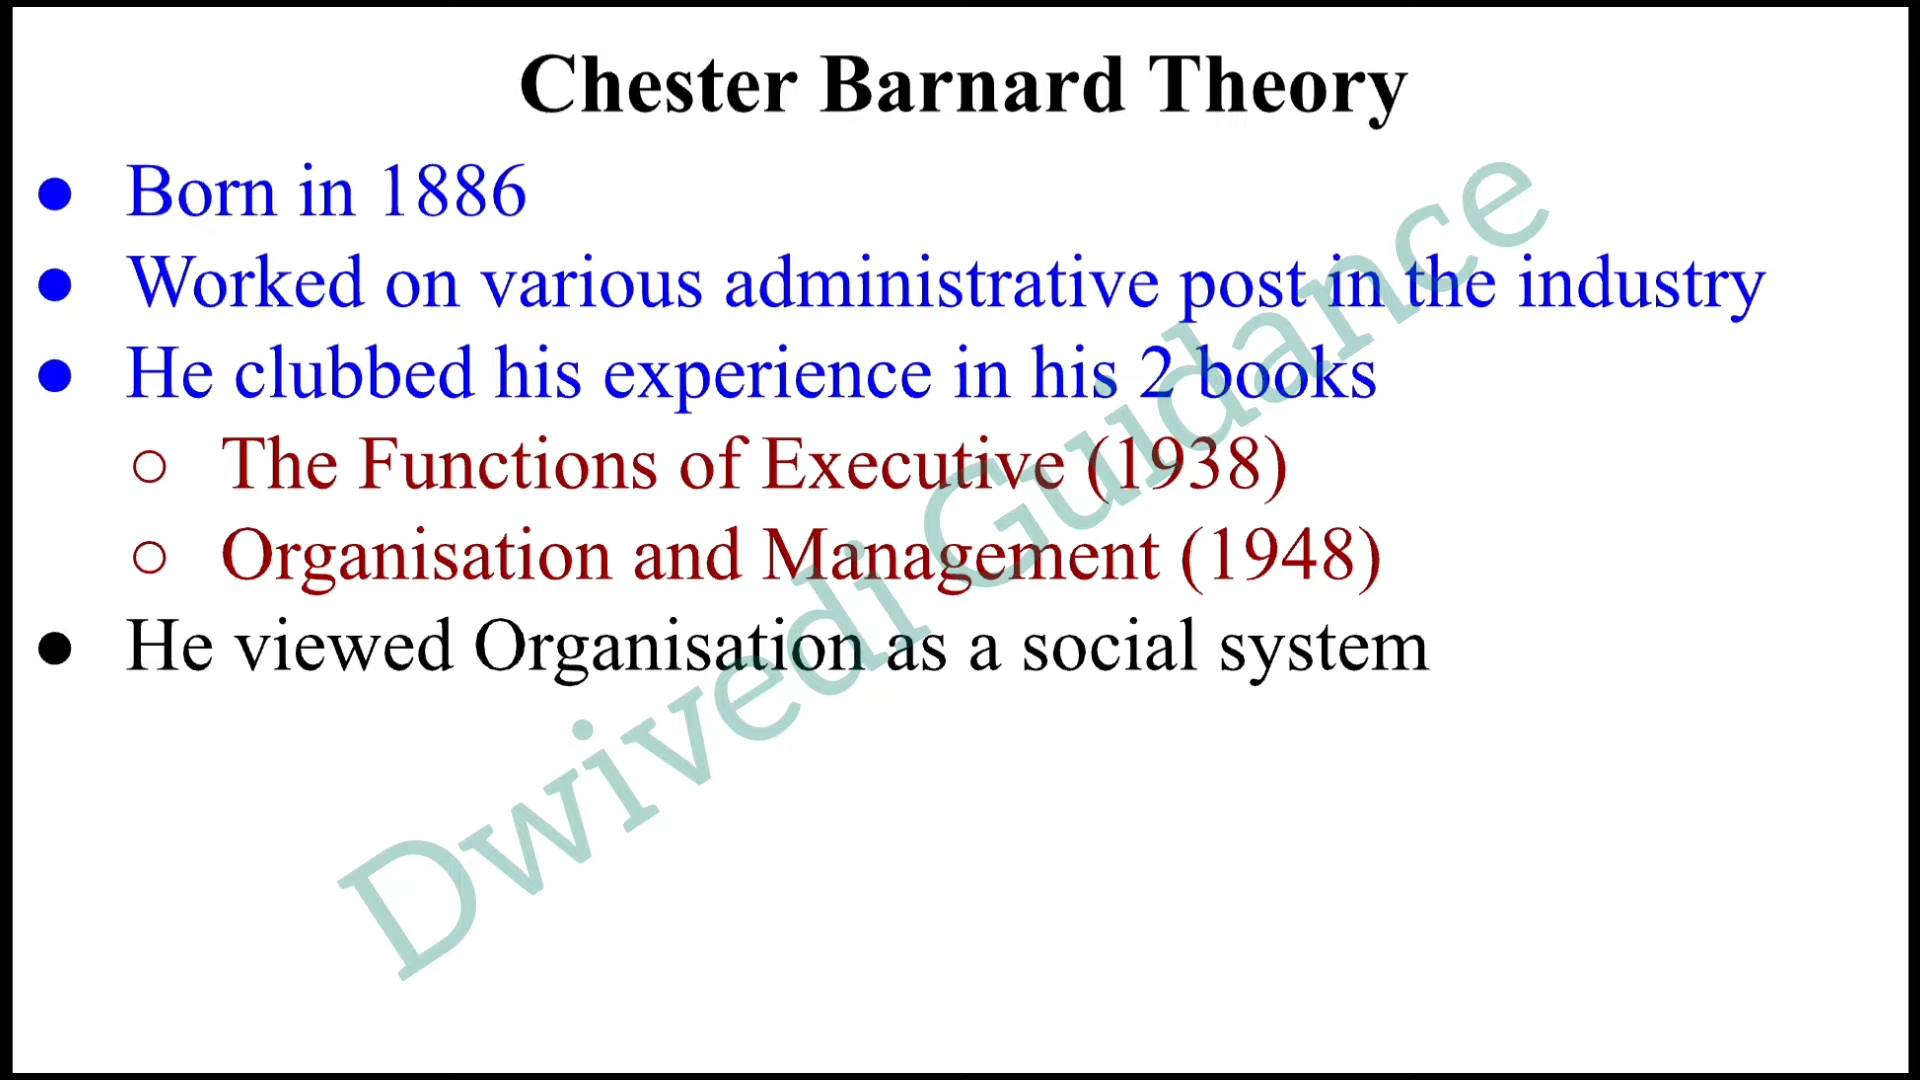 Chester Barnard Theory
● Born in 1886
● Worked on various administrative post in the industry
● He clubbed his experience in his 2 books
○ The Functions of Executive (1938)
○ Organisation and Management (1948)
● He viewed Organisation as a social system
Dwivedi Guidance